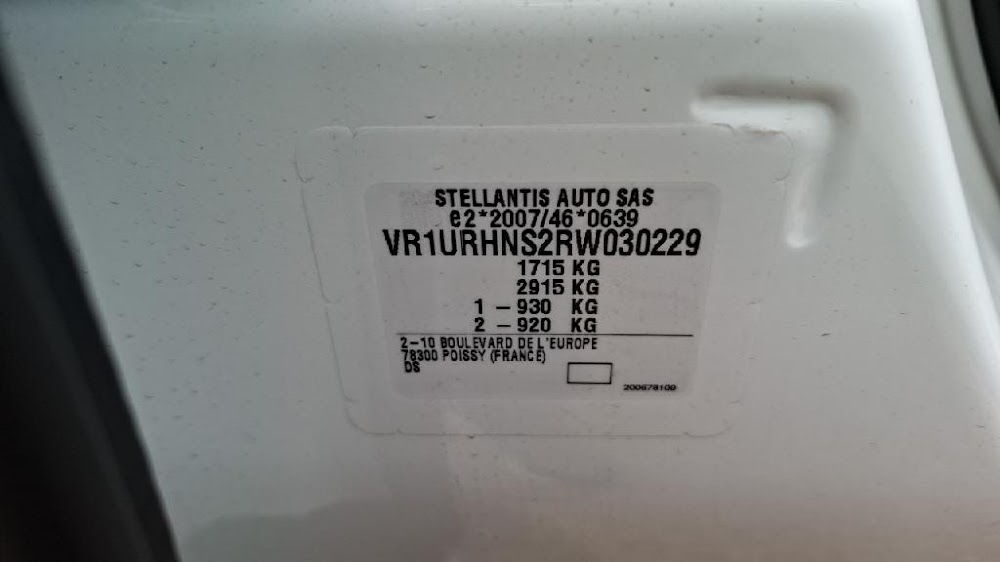 STELLANTIS AUTO SAS
e2*2007/46*0639
VR1URHNS2RW030229
1715 KG
2915 KG
1 - 930 KG
2 - 920 KG
2-10 BOULEVARD DE L'EUROPE
78300 POISSY (FRANCE)
DS
200678109